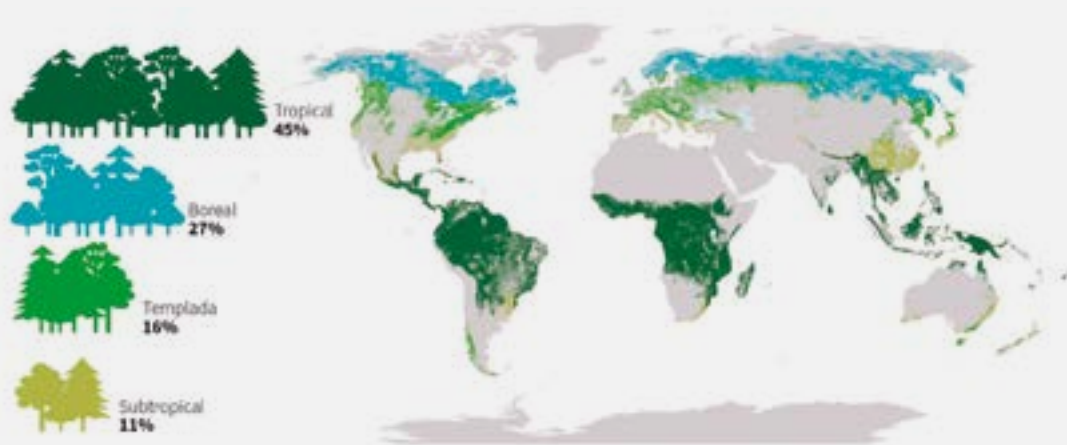 Tropical
45%
Boreal
27%
Templada
16%
Subtropical
11%